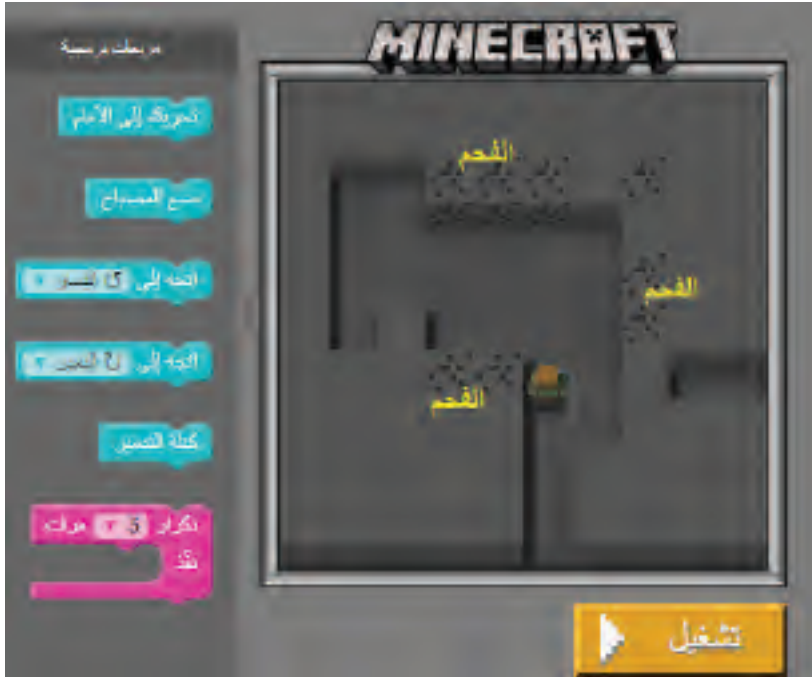 MINECRAFT
الفحم
الفحم
الفحم
تحريك إلى الأمام
وضع المصباح
اتجه إلى
اتجه إلى
كتلة التدمير
تكرار 5 مرات
نفّذ
تشغيل